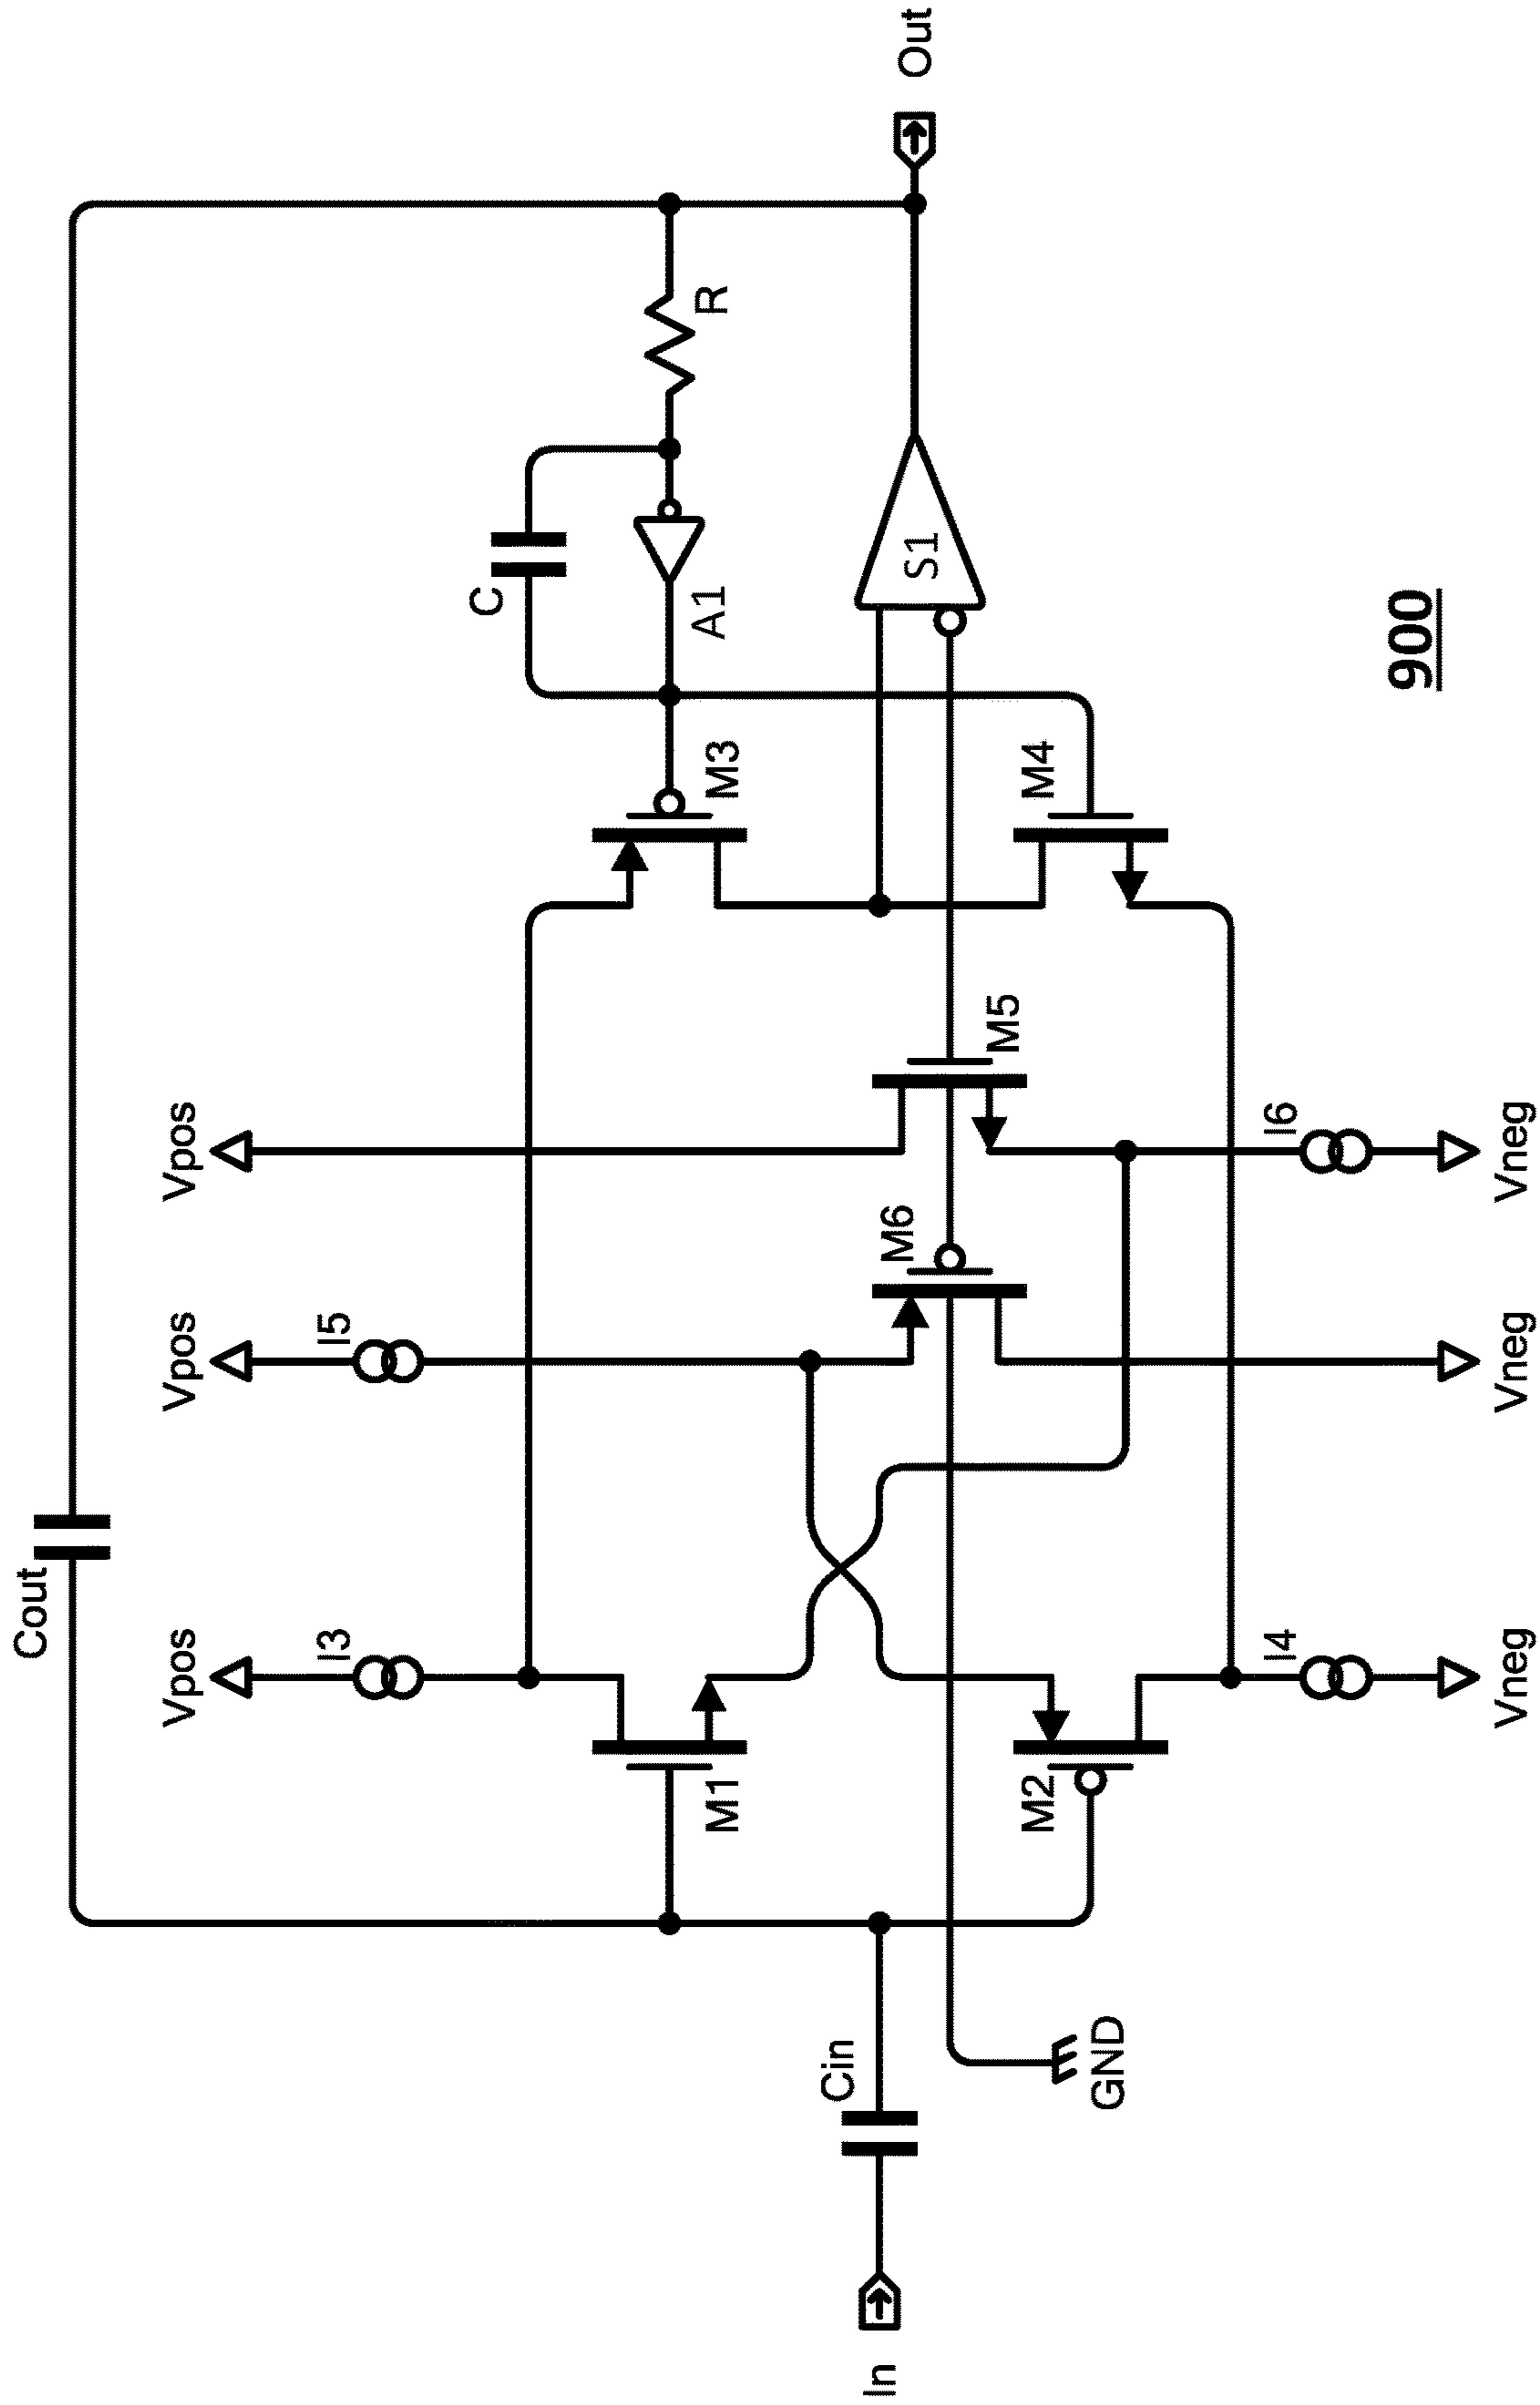 Cout
Vpos
Vpos
Vpos
I3
I5
C
R
A1
M1
M6
M3
Cin
In
S1
Out
M2
M5
M4
GND
I4
I6
Vneg
Vneg
Vneg
900